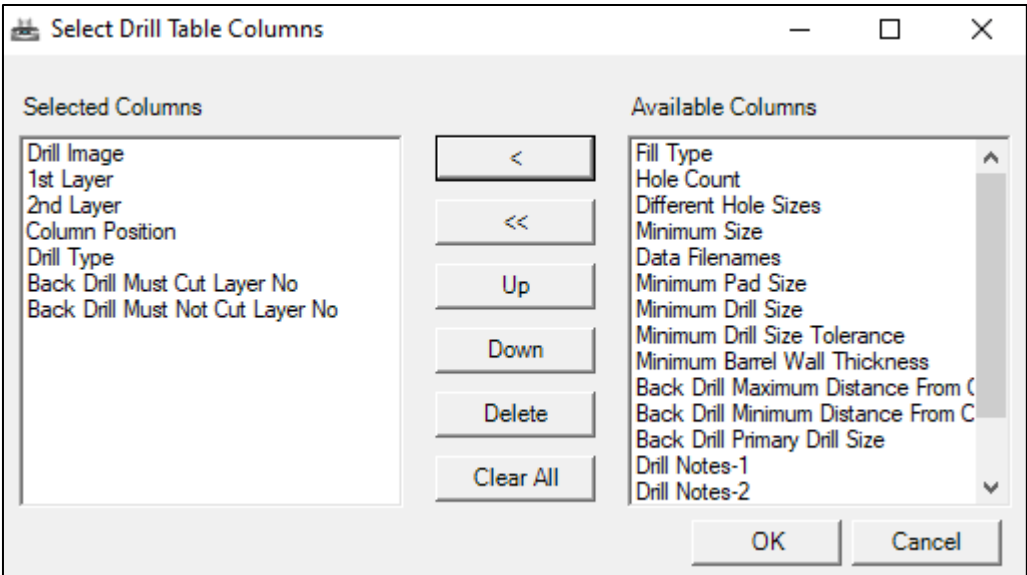 Select Drill Table Columns
Selected Columns
Drill Image
1st Layer
2nd Layer
Column Position
Drill Type
Back Drill Must Cut Layer No
Back Drill Must Not Cut Layer No
<
<<
Up
Down
Delete
Clear All
Available Columns
Fill Type
Hole Count
Different Hole Sizes
Minimum Size
Data Filenames
Minimum Pad Size
Minimum Drill Size
Minimum Drill Size Tolerance
Minimum Barrel Wall Thickness
Back Drill Maximum Distance From
Back Drill Minimum Distance From C
Back Drill Primary Drill Size
Drill Notes-1
Drill Notes-2
OK
Cancel